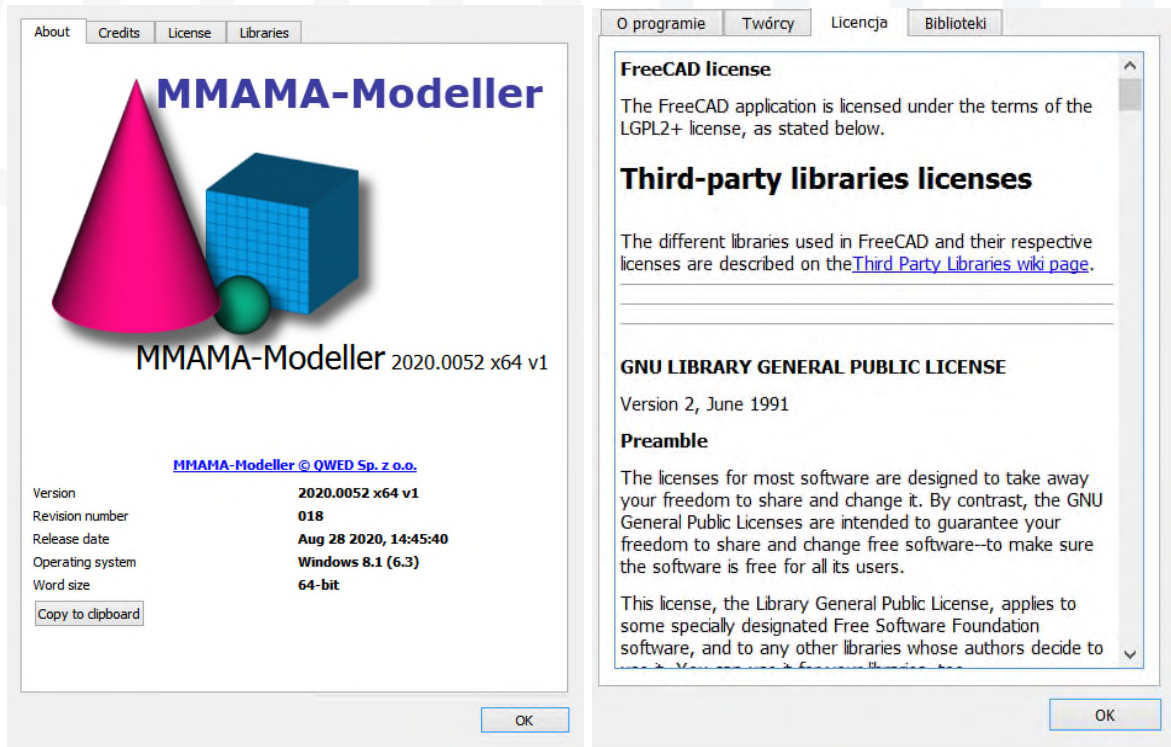 About Credits License Libraries
MMAMA-Modeller
MMAMA-Modeller 2020.0052 x64 v1
MMAMA-Modeller © QWED Sp. z o.o.
Version 2020.0052 x64 v1
Revision number 018
Release date Aug 28 2020, 14:45:40
Operating system Windows 8.1 (6.3)
Word size 64-bit
Copy to clipboard
OK
O programie Twórcy Licencja Biblioteki
FreeCAD license
The FreeCAD application is licensed under the terms of the
LGPL2+ license, as stated below.
Third-party libraries licenses
The different libraries used in FreeCAD and their respective
licenses are described on theThird Party Libraries wiki page.
GNU LIBRARY GENERAL PUBLIC LICENSE
Version 2, June 1991
Preamble
The licenses for most software are designed to take away
your freedom to share and change it. By contrast, the GNU
General Public Licenses are intended to guarantee your
freedom to share and change free software--to make sure
the software is free for all its users.
This license, the Library General Public License, applies to
some specially designated Free Software Foundation
software, and to any other libraries whose authors decide to
OK